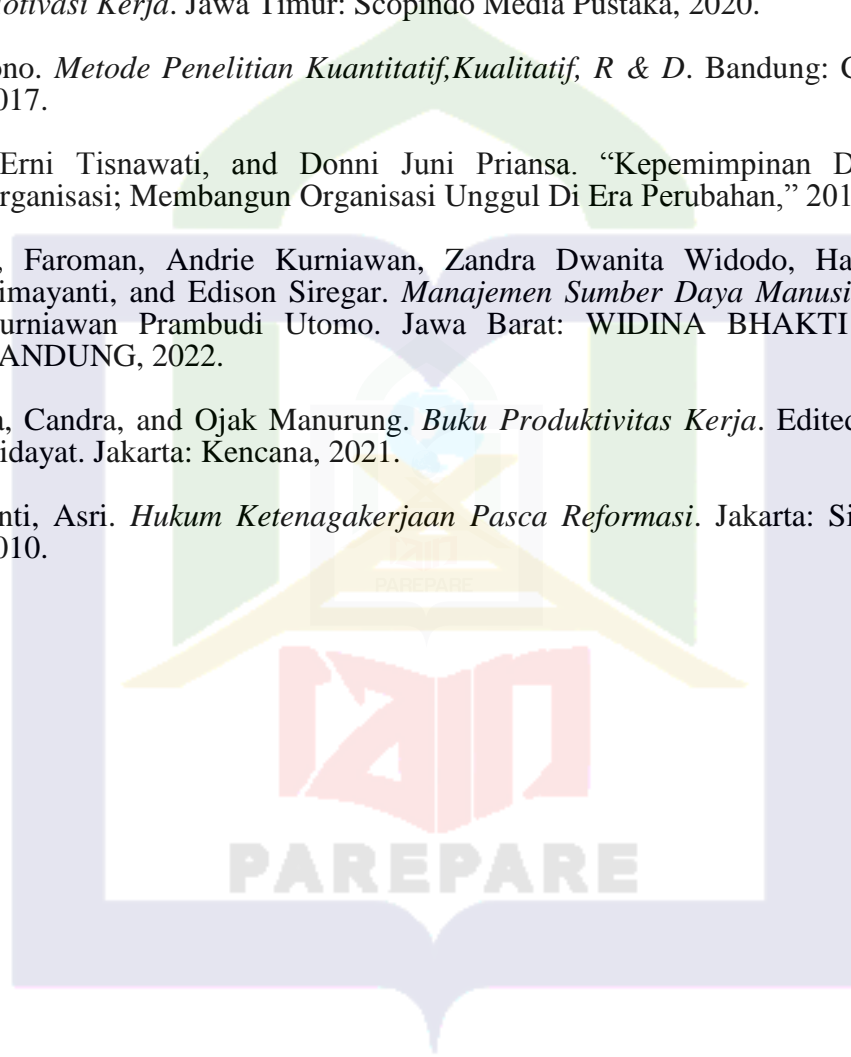 otivasi Kerja. Jawa Timur: Scopindo Media Pustaka, 2020.
ono. Metode Penelitian Kuantitatif,Kualitatif, R & D. Bandung:
017.
Erni Tisnawati, and Donni Juni Priansa. “Kepemimpinan D
rganisasi; Membangun Organisasi Unggul Di Era Perubahan,” 201
, Faroman, Andrie Kurniawan, Zandra Dwanita Widodo, Ha
imayanti, and Edison Siregar. Manajemen Sumber Daya Manusi
urniawan Prambudi Utomo. Jawa Barat: WIDINA BHAKTI
ANDUNG, 2022.
a, Candra, and Ojak Manurung. Buku Produktivitas Kerja. Edited
idayat. Jakarta: Kencana, 2021.
nti, Asri. Hukum Ketenagakerjaan Pasca Reformasi. Jakarta: Si
010.
PAREPARE
PAREPARE